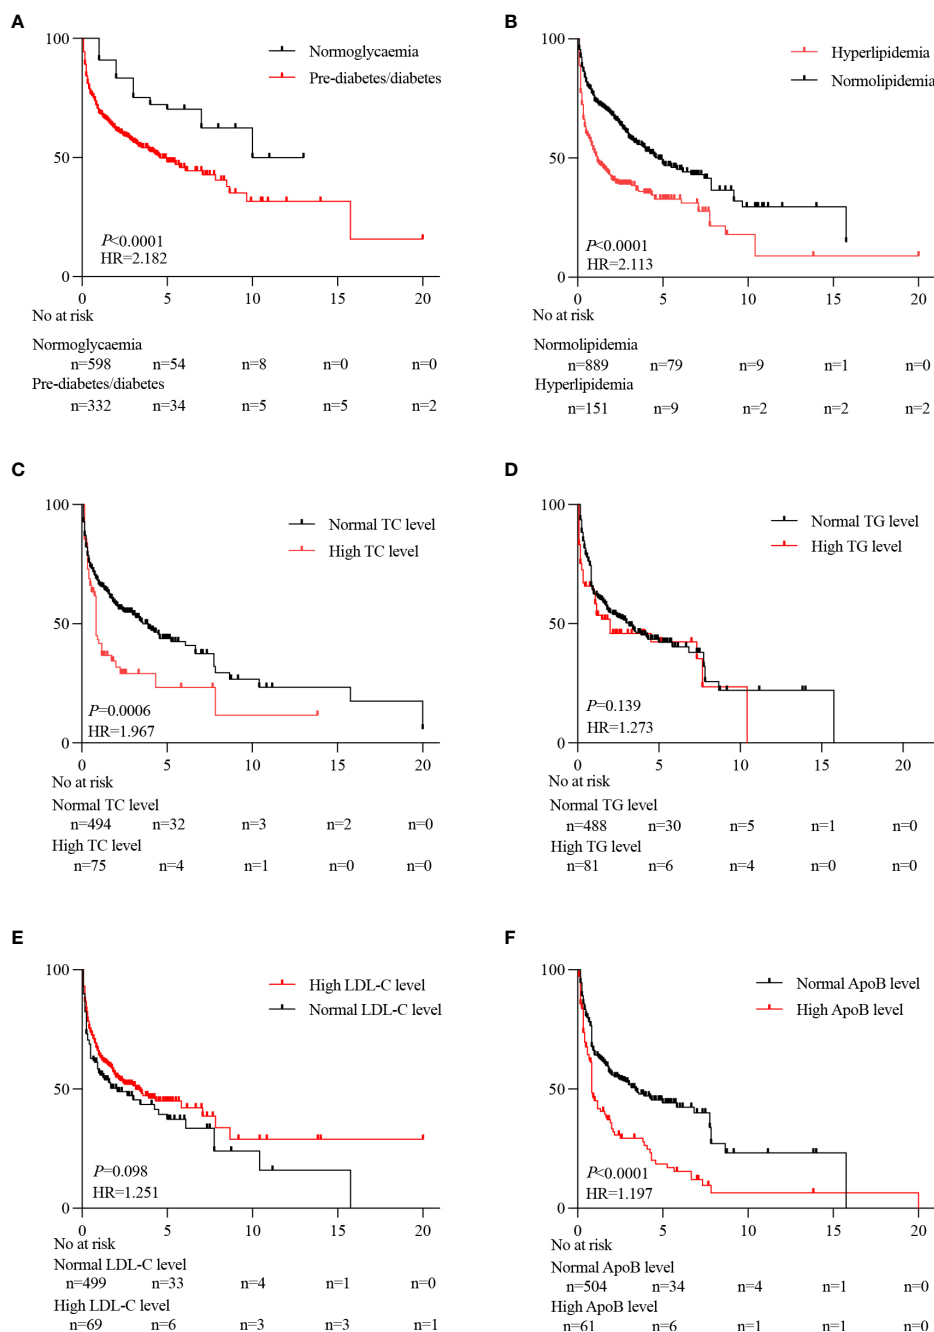 A
100
50
0
Normoglycaemia
Pre-diabetes/diabetes
P<0.0001
HR=2.182
0 5 10 15 20
No at risk
Normoglycaemia
n=598 n=54 n=8 n=0 n=0
Pre-diabetes/diabetes
n=332 n=34 n=5 n=5 n=2
B
100
50
0
Hyperlipidemia
Normolipidemia
P<0.0001
HR=2.113
0 5 10 15 20
No at risk
Normolipidemia
n=889 n=79 n=9 n=1 n=0
Hyperlipidemia
n=151 n=9 n=2 n=2 n=2
C
100
50
0
Normal TC level
High TC level
P=0.0006
HR=1.967
0 5 10 15 20
No at risk
Normal TC level
n=494 n=32 n=3 n=2 n=0
High TC level
n=75 n=4 n=1 n=0 n=0
D
100
50
0
Normal TG level
High TG level
P=0.139
HR=1.273
0 5 10 15 20
No at risk
Normal TG level
n=488 n=30 n=5 n=1 n=0
High TG level
n=81 n=6 n=4 n=0 n=0
E
100
50
0
High LDL-C level
Normal LDL-C level
P=0.098
HR=1.251
0 5 10 15 20
No at risk
Normal LDL-C level
n=499 n=33 n=4 n=1 n=0
High LDL-C level
n=69 n=6 n=3 n=3 n=1
F
100
50
0
Normal ApoB level
High ApoB level
P<0.0001
HR=1.197
0 5 10 15 20
No at risk
Normal ApoB level
n=504 n=34 n=4 n=1 n=0
High ApoB level
n=61 n=6 n=1 n=1 n=0